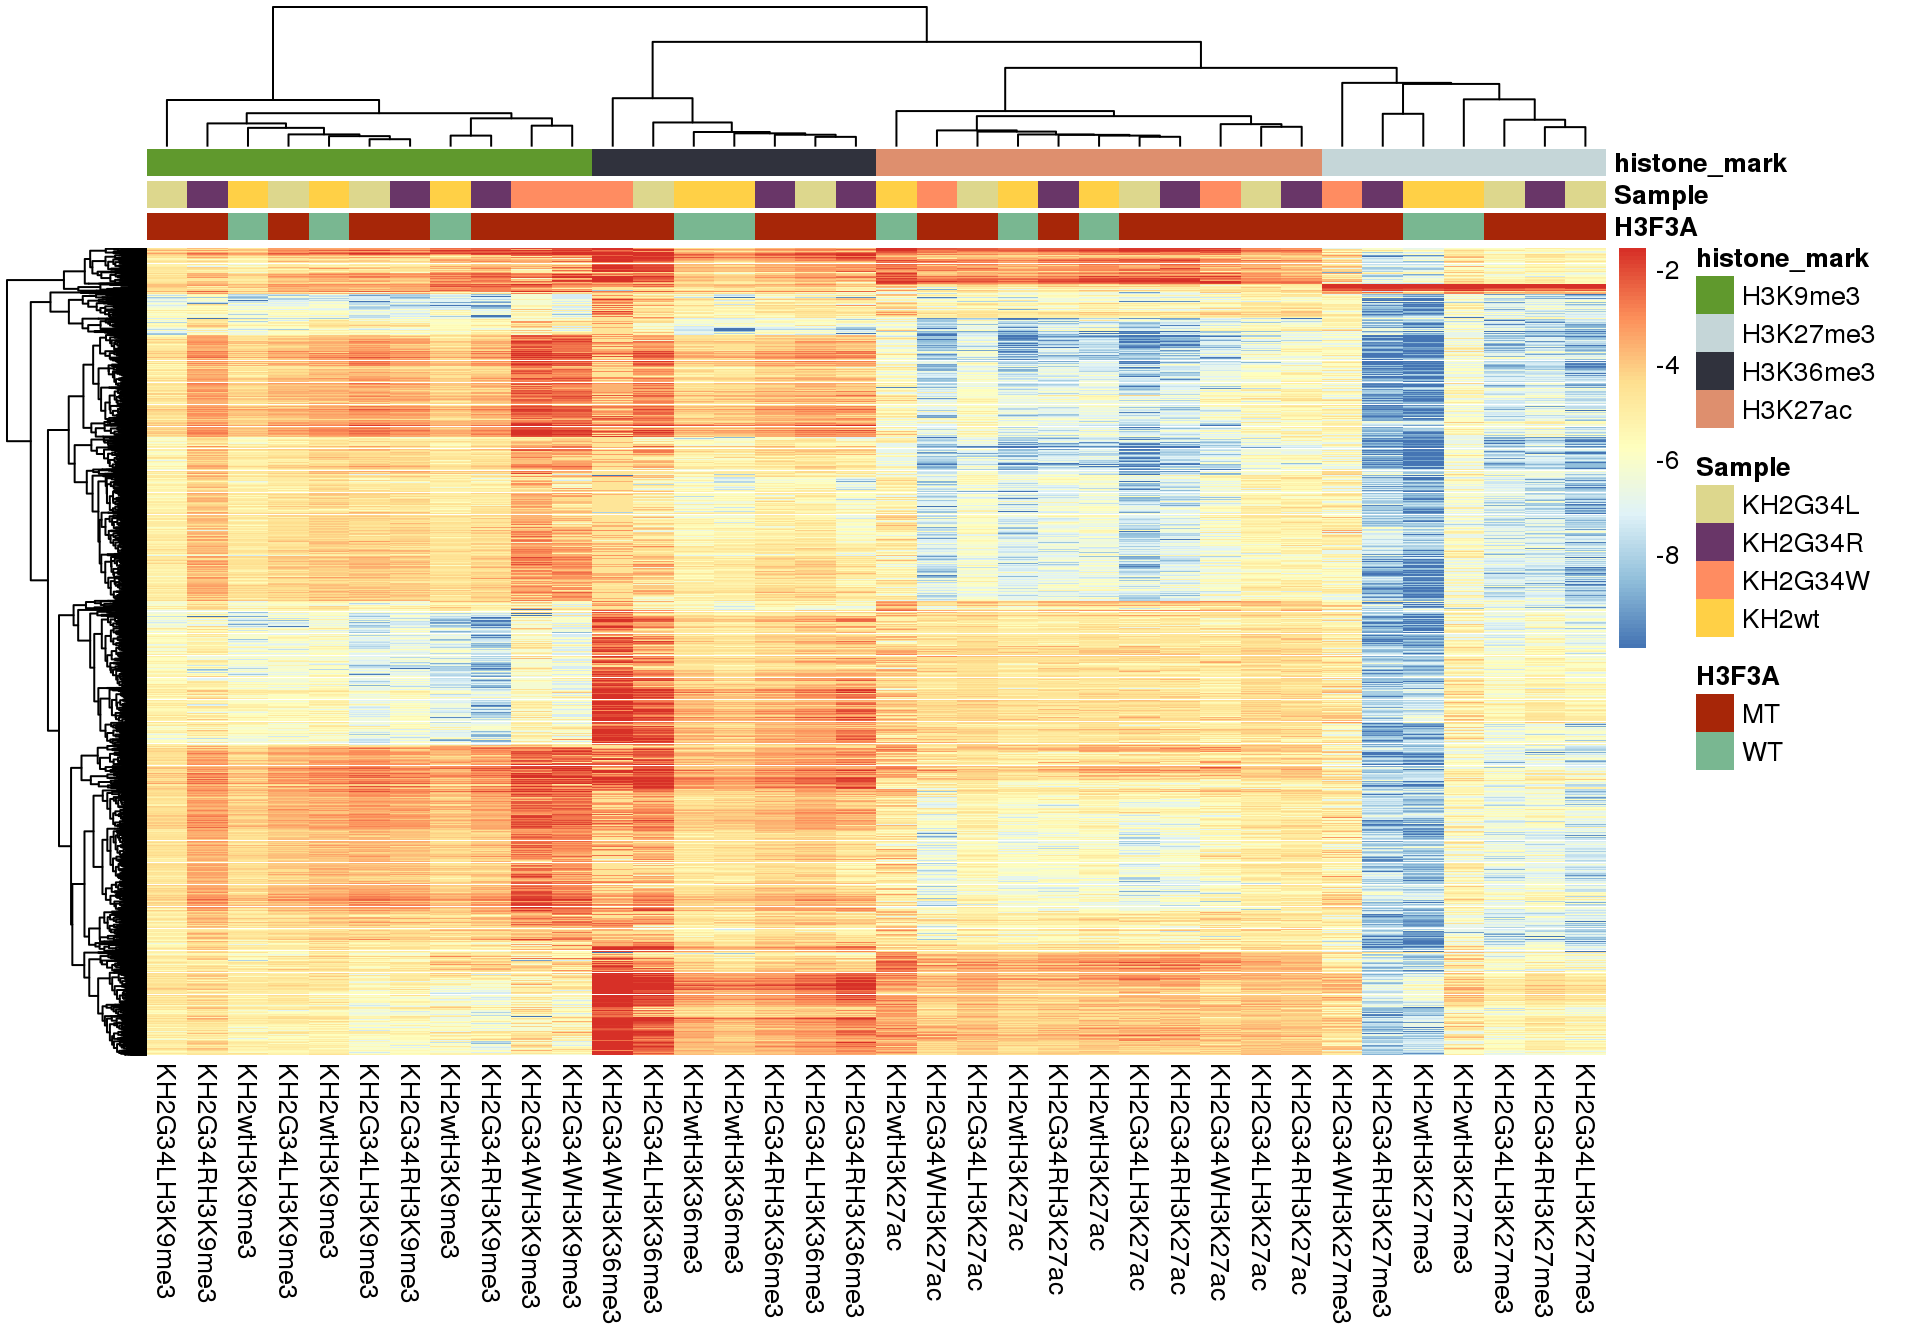 histone_mark
Sample
H3F3A
-2
-4
-6
-8
histone_mark
H3K9me3
H3K27me3
H3K36me3
H3K27ac
Sample
KH2G34L
KH2G34R
KH2G34W
KH2wt
H3F3A
MT
WT
KH2G34LH3K9me3
KH2G34RH3K9me3
KH2wtH3K9me3
KH2G34LH3K9me3
KH2wtH3K9me3
KH2G34LH3K9me3
KH2G34RH3K9me3
KH2wtH3K9me3
KH2G34RH3K9me3
KH2G34WH3K9me3
KH2G34WH3K9me3
KH2G34WH3K36me3
KH2G34LH3K36me3
KH2wtH3K36me3
KH2wtH3K36me3
KH2G34RH3K36me3
KH2G34LH3K36me3
KH2G34RH3K36me3
KH2wtH3K27ac
KH2G34WH3K27ac
KH2G34LH3K27ac
KH2wtH3K27ac
KH2G34RH3K27ac
KH2wtH3K27ac
KH2G34LH3K27ac
KH2G34RH3K27ac
KH2G34WH3K27ac
KH2G34LH3K27ac
KH2G34RH3K27ac
KH2G34WH3K27me3
KH2G34RH3K27me3
KH2wtH3K27me3
KH2wtH3K27me3
KH2G34LH3K27me3
KH2G34RH3K27me3
KH2G34LH3K27me3